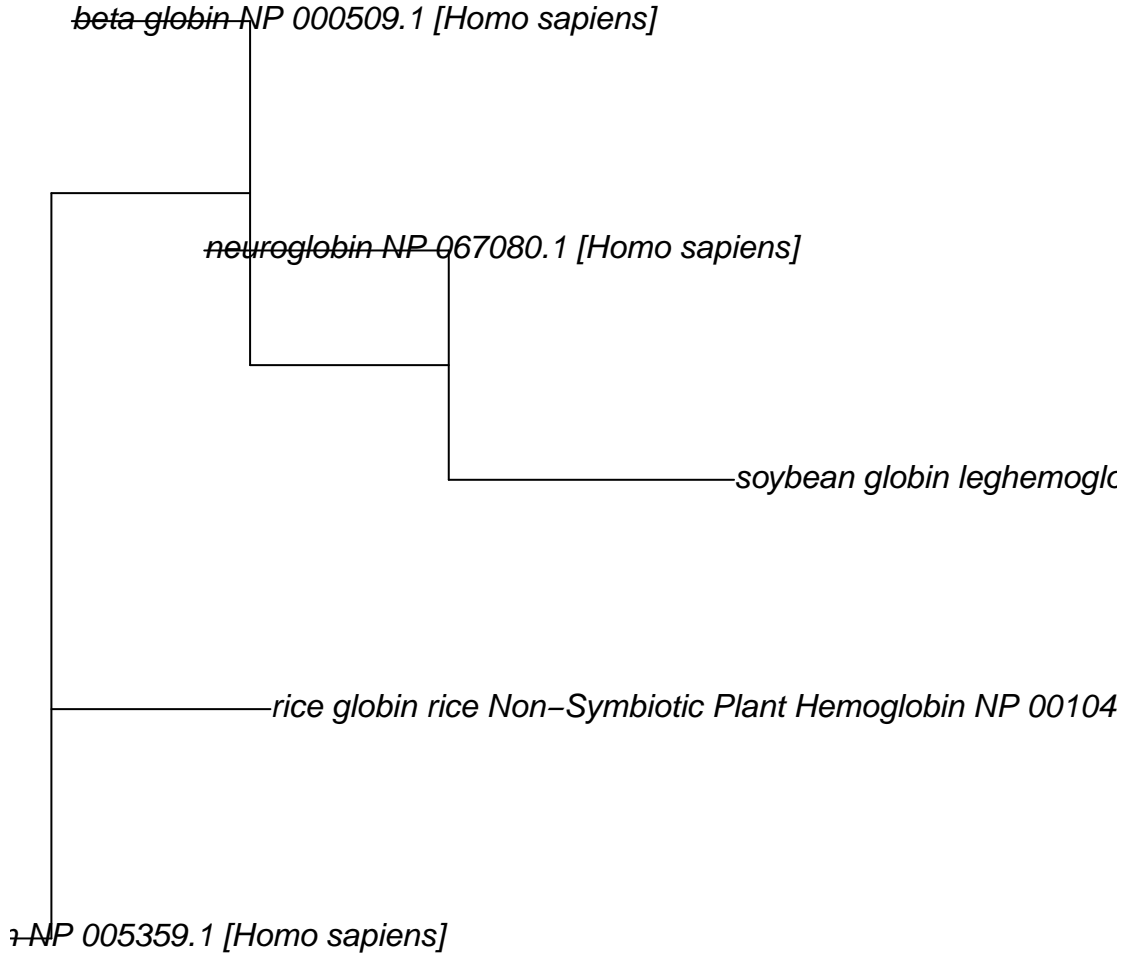 beta globin NP 000509.1 [Homo sapiens]
neuroglobin NP 067080.1 [Homo sapiens]
soybean globin leghemoglo
rice globin rice Non−Symbiotic Plant Hemoglobin NP 00104
n NP 005359.1 [Homo sapiens]